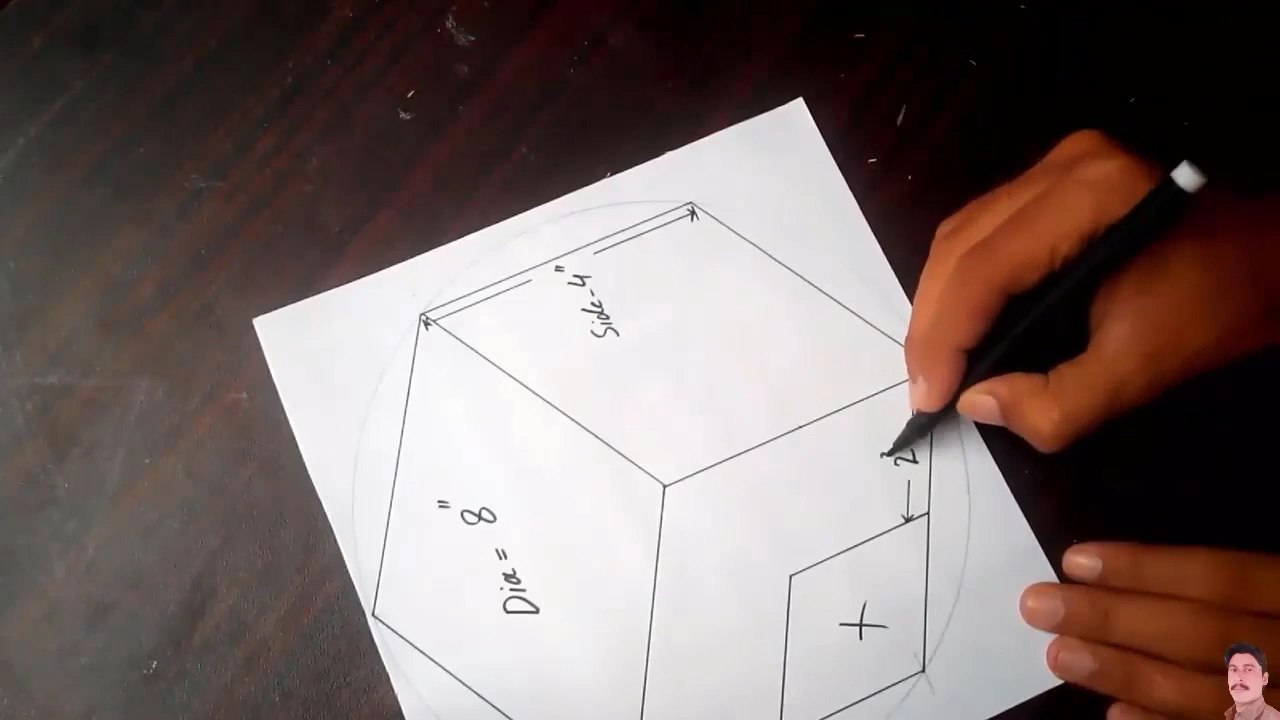 Side-4"
Dia = 8"
2"